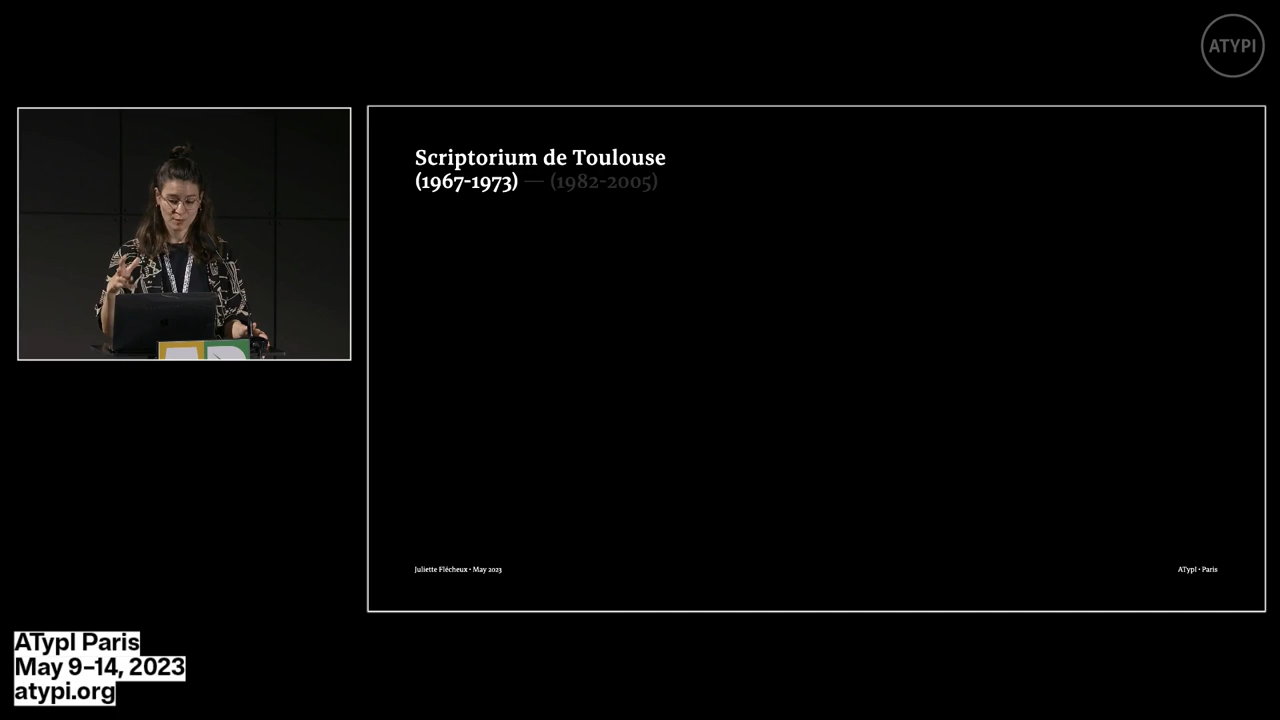 ATYPI
Scriptorium de Toulouse
(1967-1973) — (1982-2005)
Juliette Flécheux • May 2023
ATypI • Paris
ATypI Paris
May 9–14, 2023
atypi.org